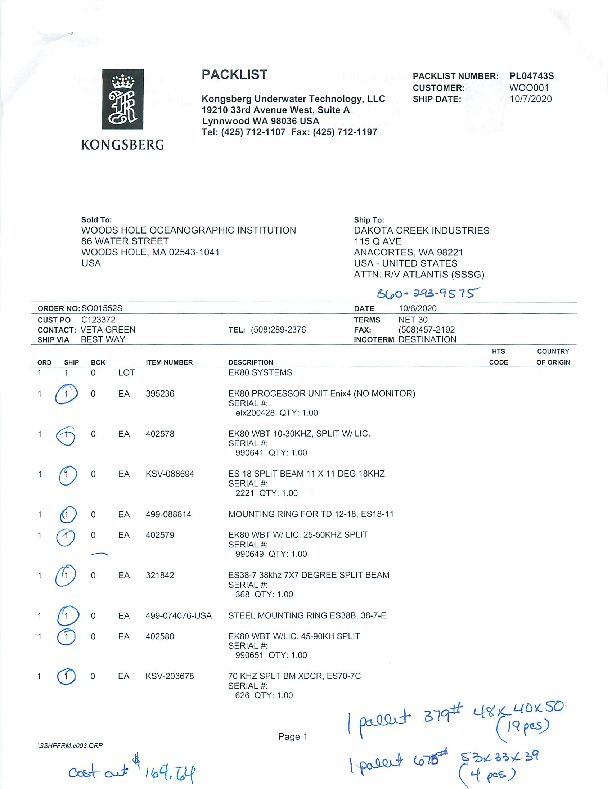 PACKLIST
PACKLIST NUMBER: PL04743S
CUSTOMER: WOO001
SHIP DATE: 10/7/2020
Kongsberg Underwater Technology, LLC
19210 33rd Avenue West, Suite A
Lynnwood WA 98036 USA
Tel: (425) 712-1107 Fax: (425) 712-1197
KONGSBERG
Sold To:
WOODS HOLE OCEANOGRAPHIC INSTITUTION
86 WATER STREET
WOODS HOLE, MA 02543-1041
USA
Ship To:
DAKOTA CREEK INDUSTRIES
115 Q AVE
ANACORTES, WA 98221
USA - UNITED STATES
ATTN: R/V ATLANTIS (SSSG)
360-293-9575
ORDER NO: SO01552S DATE 10/6/2020
CUST PO C123372 TERMS NET 30
CONTACT: VETA GREEN TEL: (508)289-2376 FAX: (508)457-2192
SHIP VIA BEST WAY INCOTERM DESTINATION
ORD SHIP BCK ITEM NUMBER DESCRIPTION HTS CODE COUNTRY OF ORIGIN
1 1 0 LOT EK80 SYSTEMS
1 1 0 EA 395236 EK80 PROCESSOR UNIT Enix4 (NO MONITOR)
SERIAL #:
elx200428 QTY: 1.00
1 1 0 EA 402578 EK80 WBT 10-30KHZ, SPLIT W/ LIC.
SERIAL #:
990641 QTY: 1.00
1 1 0 EA KSV-088694 ES 18 SPLIT BEAM 11 X 11 DEG 18KHZ
SERIAL #:
2221 QTY: 1.00
1 1 0 EA 499-088614 MOUNTING RING FOR TD 12-16, ES18-11
1 1 0 EA 402579 EK80 WBT W/ LIC. 25-50KHZ SPLIT
SERIAL #:
990649 QTY: 1.00
1 1 0 EA 321842 ES38-7 38khz 7X7 DEGREE SPLIT BEAM
SERIAL #:
368 QTY: 1.00
1 1 0 EA 499-074076-USA STEEL MOUNTING RING ES38B, 38-7-E
1 1 0 EA 402580 EK80 WBT W/LIC. 45-90KH SPLIT
SERIAL #:
990651 QTY: 1.00
1 1 0 EA KSV-203678 70 KHZ SPLT BM XDCR, ES70-7C
SERIAL #:
626 QTY: 1.00
1 pallet 379# 48x40x50
(19 pcs)
Page 1
1 pallet 675# 53x33x39
(4 pcs)
Cost out $164.64